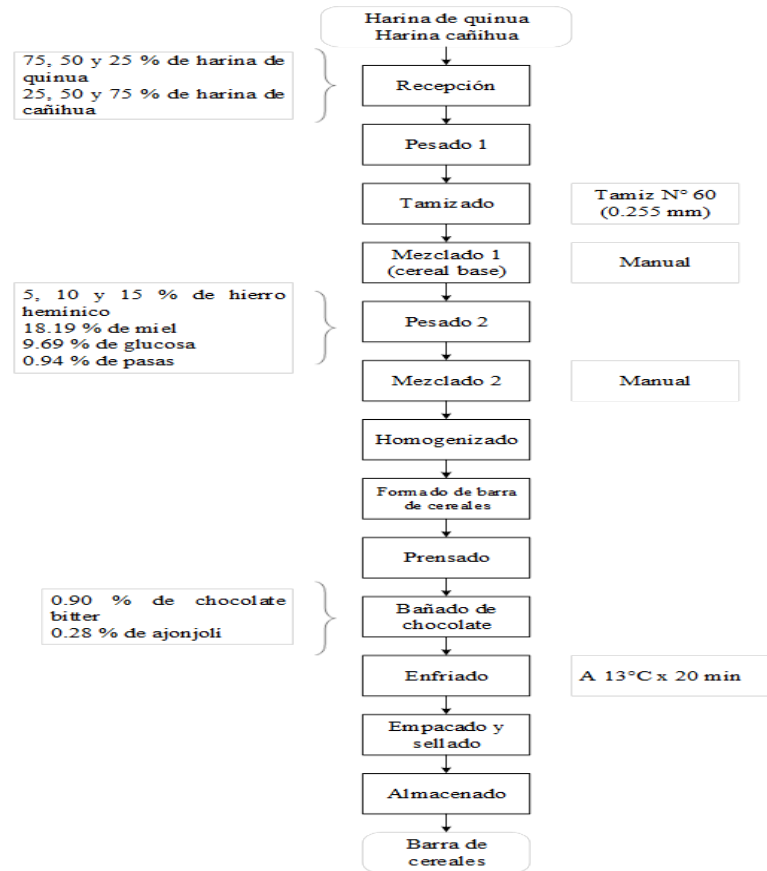 Harina de quinua
Harina cañihua
75, 50 y 25 % de harina de
quinua
25, 50 y 75 % de harina de
cañihua
Recepción
Pesado 1
Tamizado
Tamiz N° 60
(0.255 mm)
Mezclado 1
(cereal base)
Manual
5, 10 y 15 % de hierro
hemínico
18.19 % de miel
9.69 % de glucosa
0.94 % de pasas
Pesado 2
Mezclado 2
Manual
Homogenizado
Formado de barra
de cereales
Prensado
0.90 % de chocolate
bitter
0.28 % de ajonjolí
Bañado de
chocolate
Enfriado
A 13°C x 20 min
Empacado y
sellado
Almacenado
Barra de
cereales